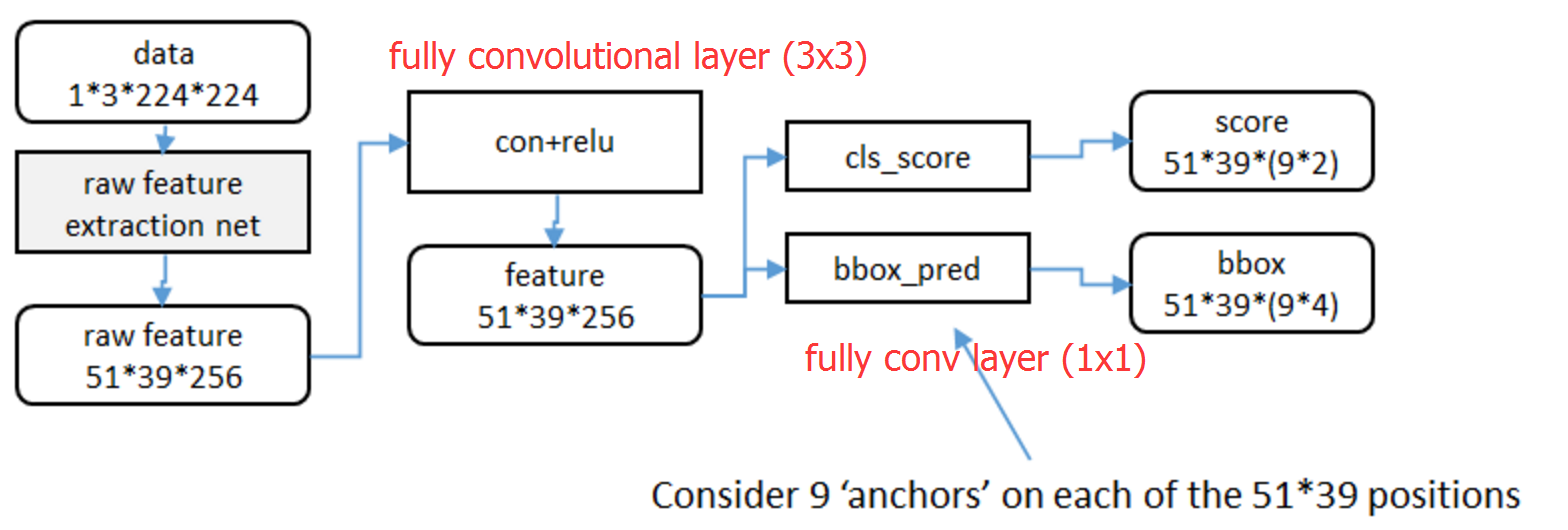 data
1*3*224*224
raw feature
extraction net
raw feature
51*39*256
fully convolutional layer (3x3)
con+relu
feature
51*39*256
cls_score
bbox_pred
fully conv layer (1x1)
score
51*39*(9*2)
bbox
51*39*(9*4)
Consider 9 ‘anchors’ on each of the 51*39 positions